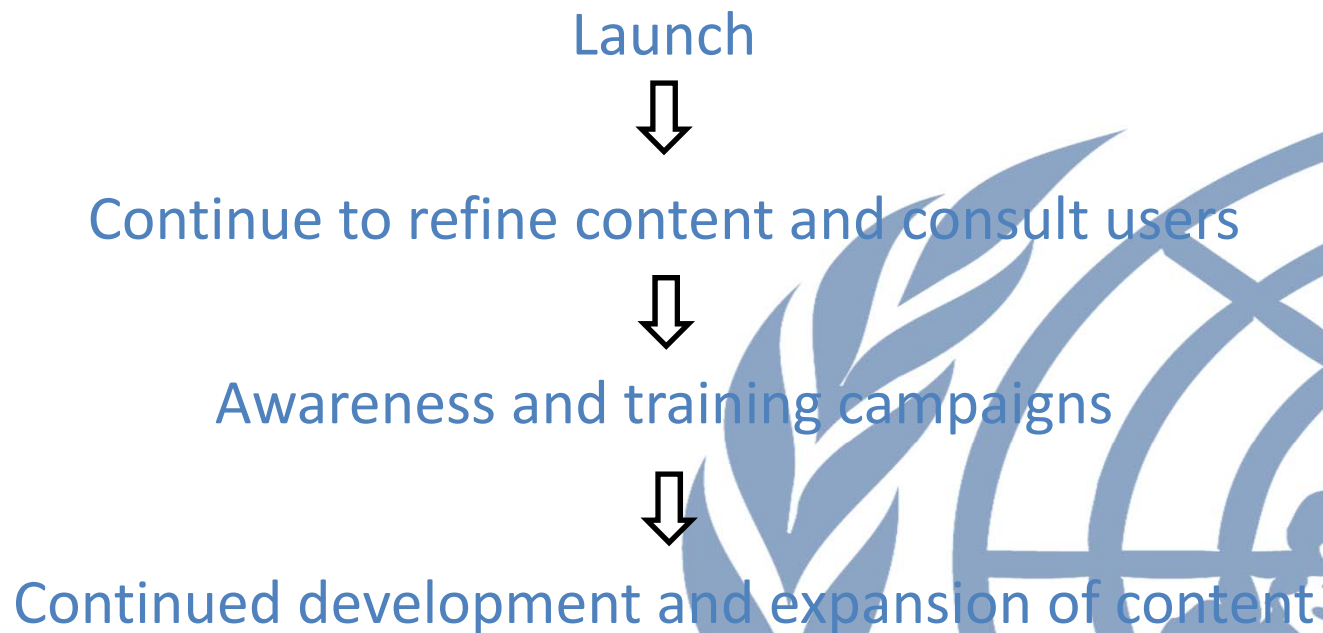 Launch
Continue to refine content and consult users
Awareness and training campaigns
Continued development and expansion of content